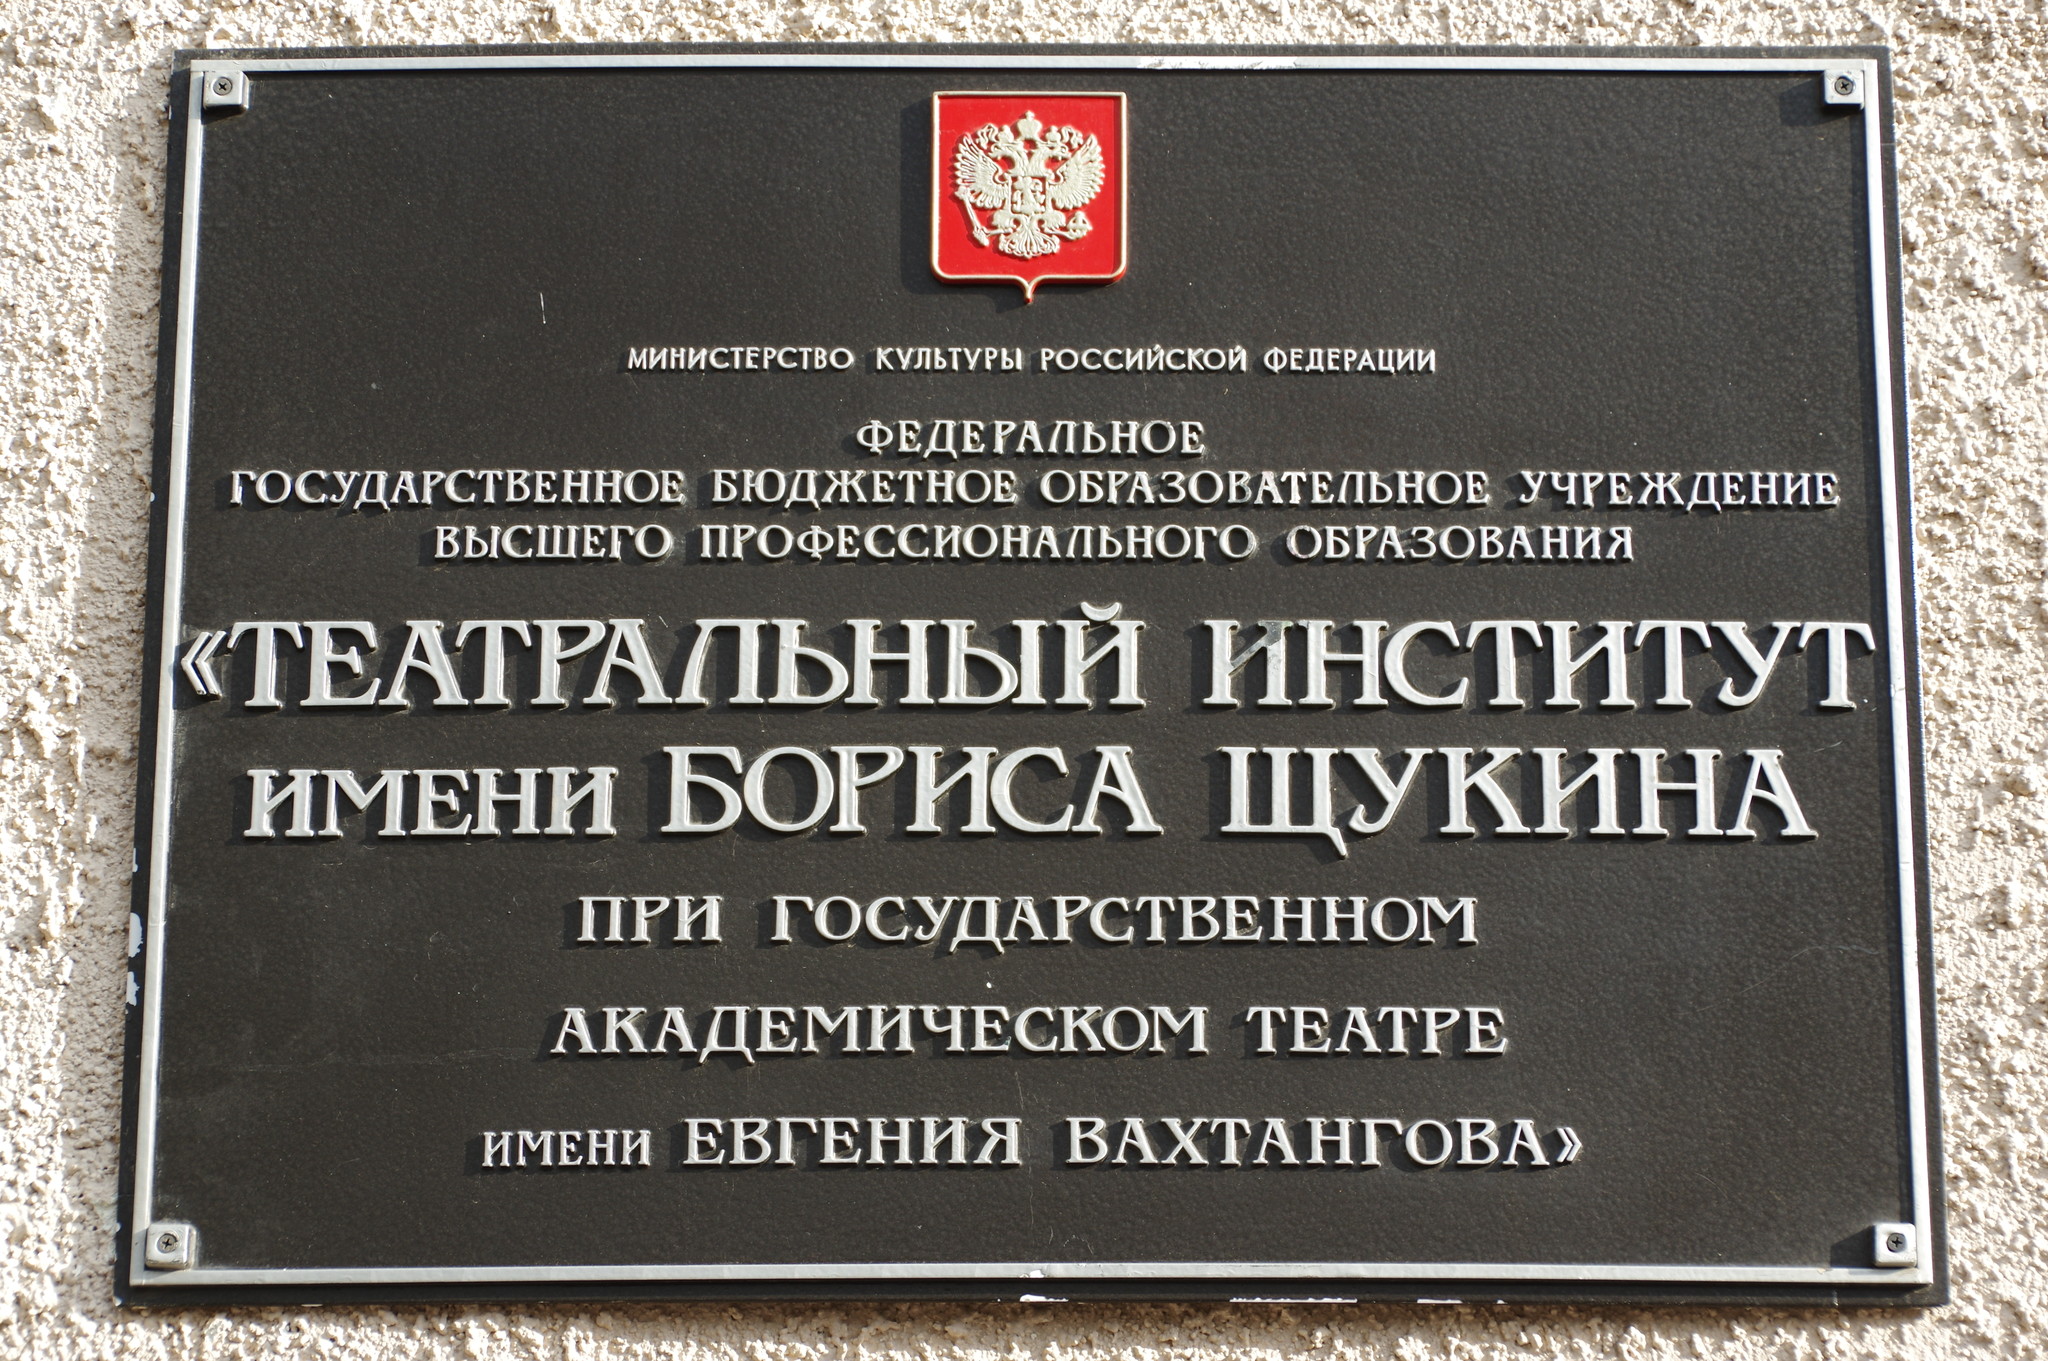 МИНИСТЕРСТВО КУЛЬТУРЫ РОССИЙСКОЙ ФЕДЕРАЦИИ
ФЕДЕРАЛЬНОЕ
ГОСУДАРСТВЕННОЕ БЮДЖЕТНОЕ ОБРАЗОВАТЕЛЬНОЕ УЧРЕЖДЕНИЕ
ВЫСШЕГО ПРОФЕССИОНАЛЬНОГО ОБРАЗОВАНИЯ
«ТЕАТРАЛЬНЫЙ ИНСТИТУТ
ИМЕНИ БОРИСА ЩУКИНА
ПРИ ГОСУДАРСТВЕННОМ
АКАДЕМИЧЕСКОМ ТЕАТРЕ
ИМЕНИ ЕВГЕНИЯ ВАХТАНГОВА»